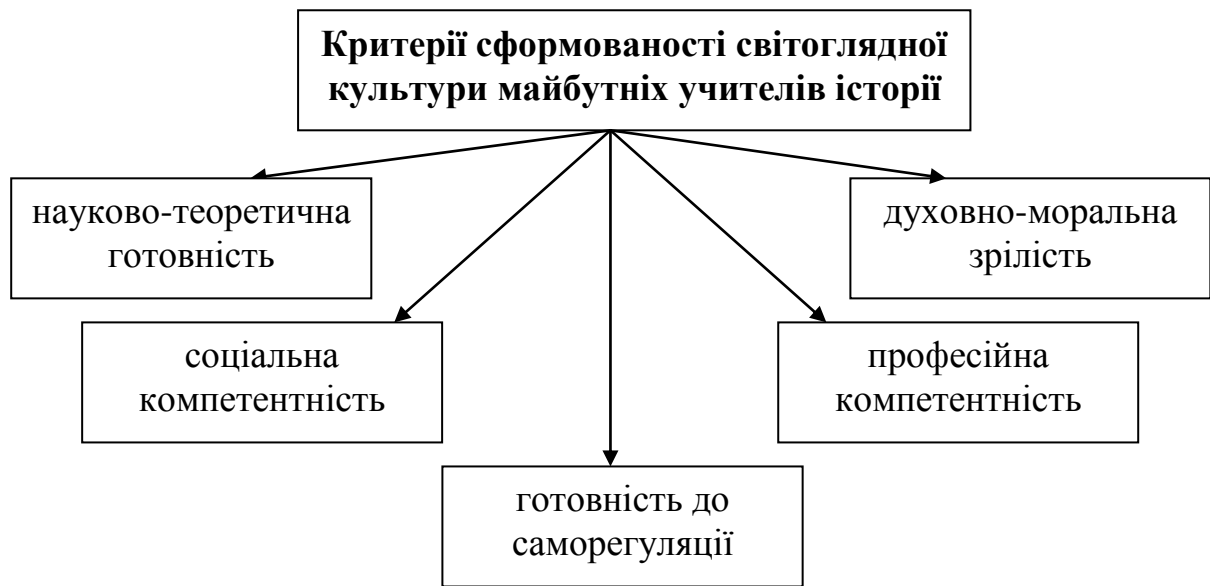 Критерії сформованості світоглядної
культури майбутніх учителів історії
науково-теоретична
готовність
духовно-моральна
зрілість
соціальна
компетентність
професійна
компетентність
готовність до
саморегуляції